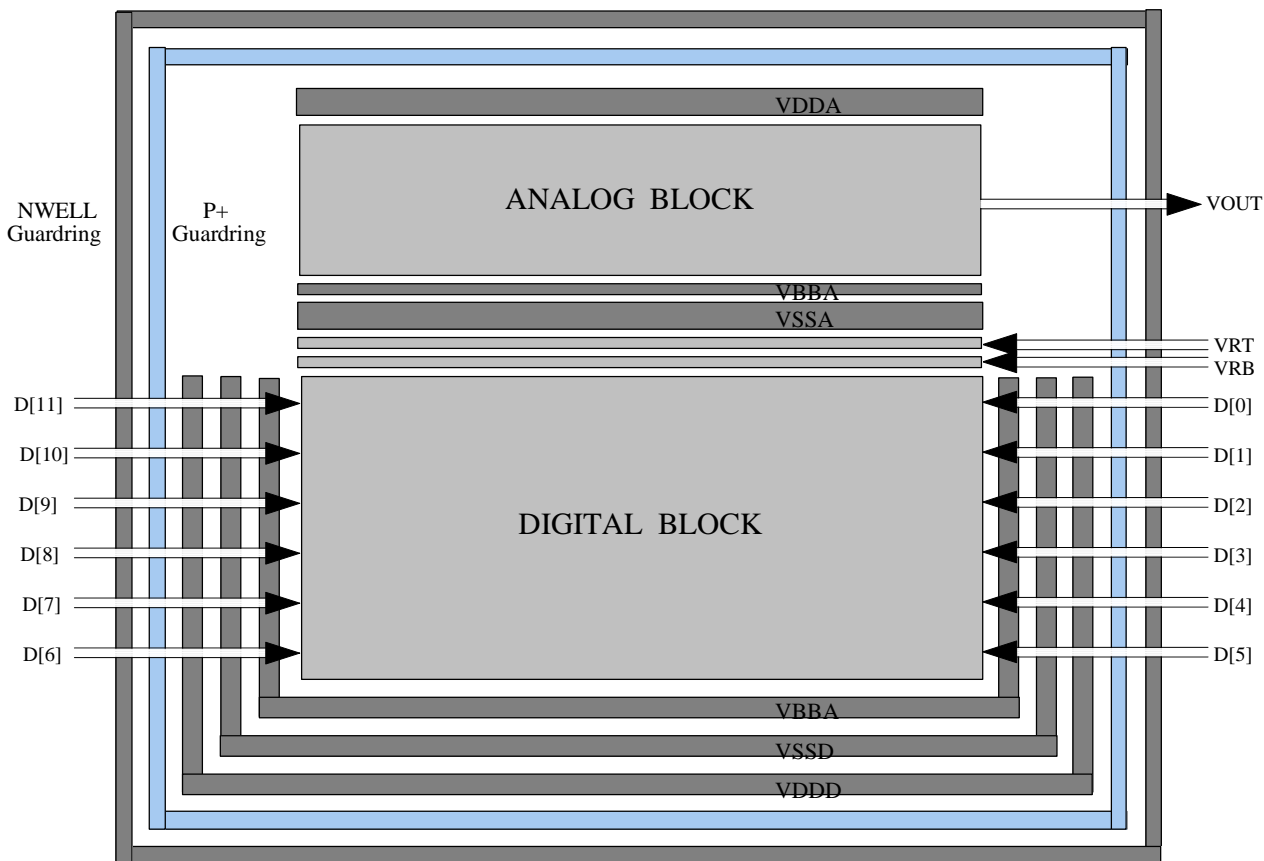 VDDA
ANALOG BLOCK
NWELL
Guardring
P+
Guardring
VOUT
VBBA
VSSA
VRT
VRB
D[11]
D[0]
D[10]
D[1]
D[9]
D[2]
DIGITAL BLOCK
D[8]
D[3]
D[7]
D[4]
D[6]
D[5]
VBBA
VSSD
VDDD